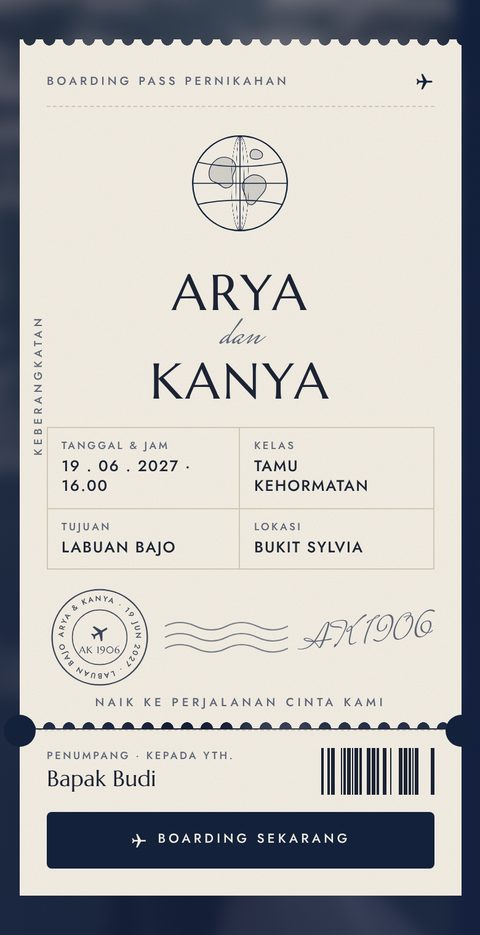 BOARDING PASS PERNIKAHAN
ARYA
dan
KANYA
KEBERANGKATAN
TANGGAL & JAM
19 . 06 . 2027 ·
16.00
KELAS
TAMU
KEHORMATAN
TUJUAN
LABUAN BAJO
LOKASI
BUKIT SYLVIA
ARYA & KANYA · 19 JUN 2027 · LABUAN BAJO
AK 1906
AK1906
NAIK KE PERJALANAN CINTA KAMI
PENUMPANG · KEPADA YTH.
Bapak Budi
BOARDING SEKARANG